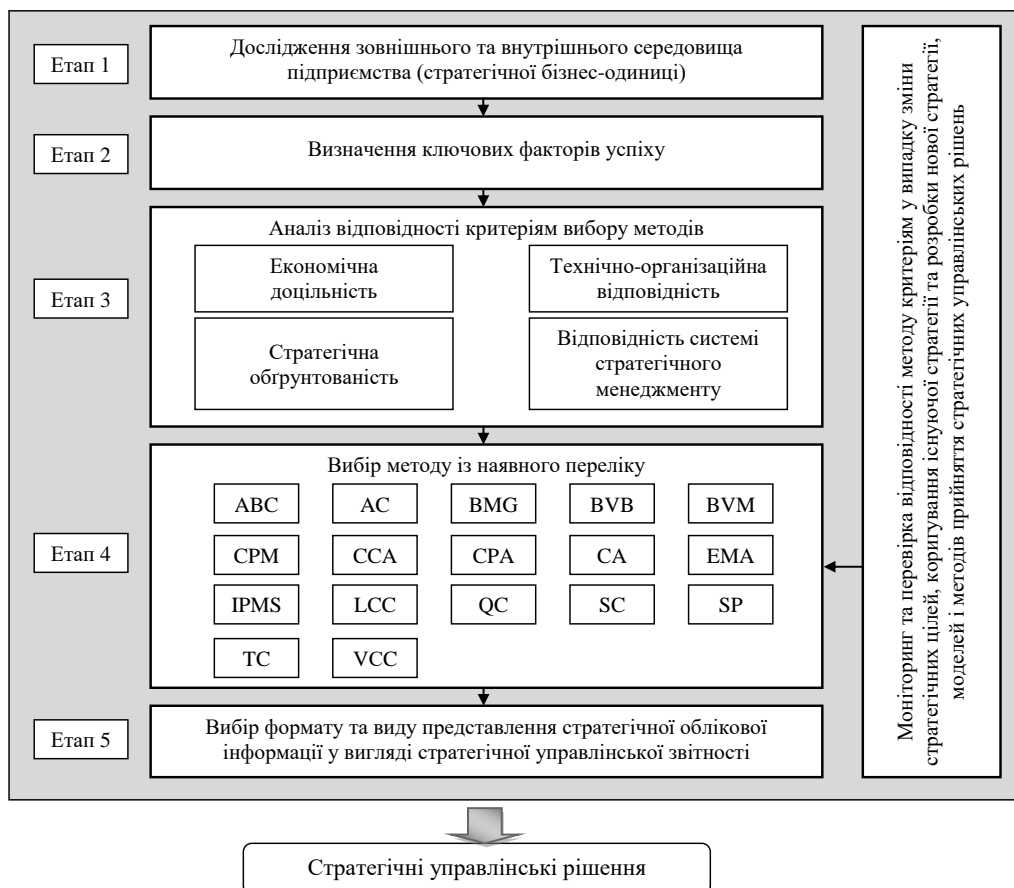 Етап 1
Дослідження зовнішнього та внутрішнього середовища
підприємства (стратегічної бізнес-одиниці)
Етап 2
Визначення ключових факторів успіху
Етап 3
Аналіз відповідності критеріям вибору методів
Економічна
доцільність
Технічно-організаційна
відповідність
Стратегічна
обґрунтованість
Відповідність системі
стратегічного
менеджменту
Етап 4
Вибір методу із наявного переліку
ABC
AC
BMG
BVB
BVM
CPM
CCA
CPA
CA
EMA
IPMS
LCC
QC
SC
SP
TC
VCC
Етап 5
Вибір формату та виду представлення стратегічної облікової
інформації у вигляді стратегічної управлінської звітності
Моніторинг та перевірка відповідності методу критеріям у випадку зміни
стратегічних цілей, коригування існуючої стратегії та розробки нової стратегії,
моделей і методів прийняття стратегічних управлінських рішень
Стратегічні управлінські рішення